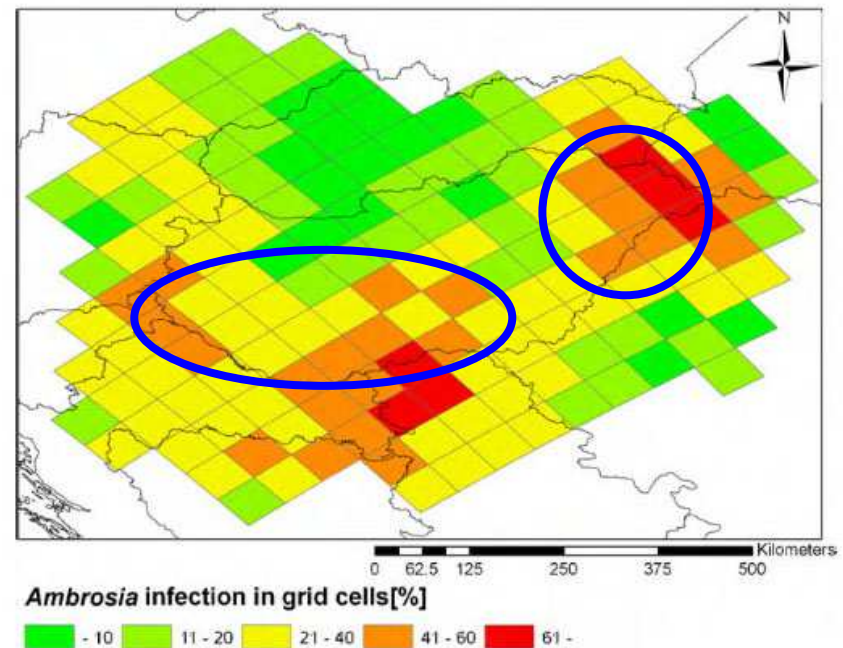 N
Kilometers
0 62.5 125 250 375 500
Ambrosia infection in grid cells[%]
- 10 11 - 20 21 - 40 41 - 60 61 -